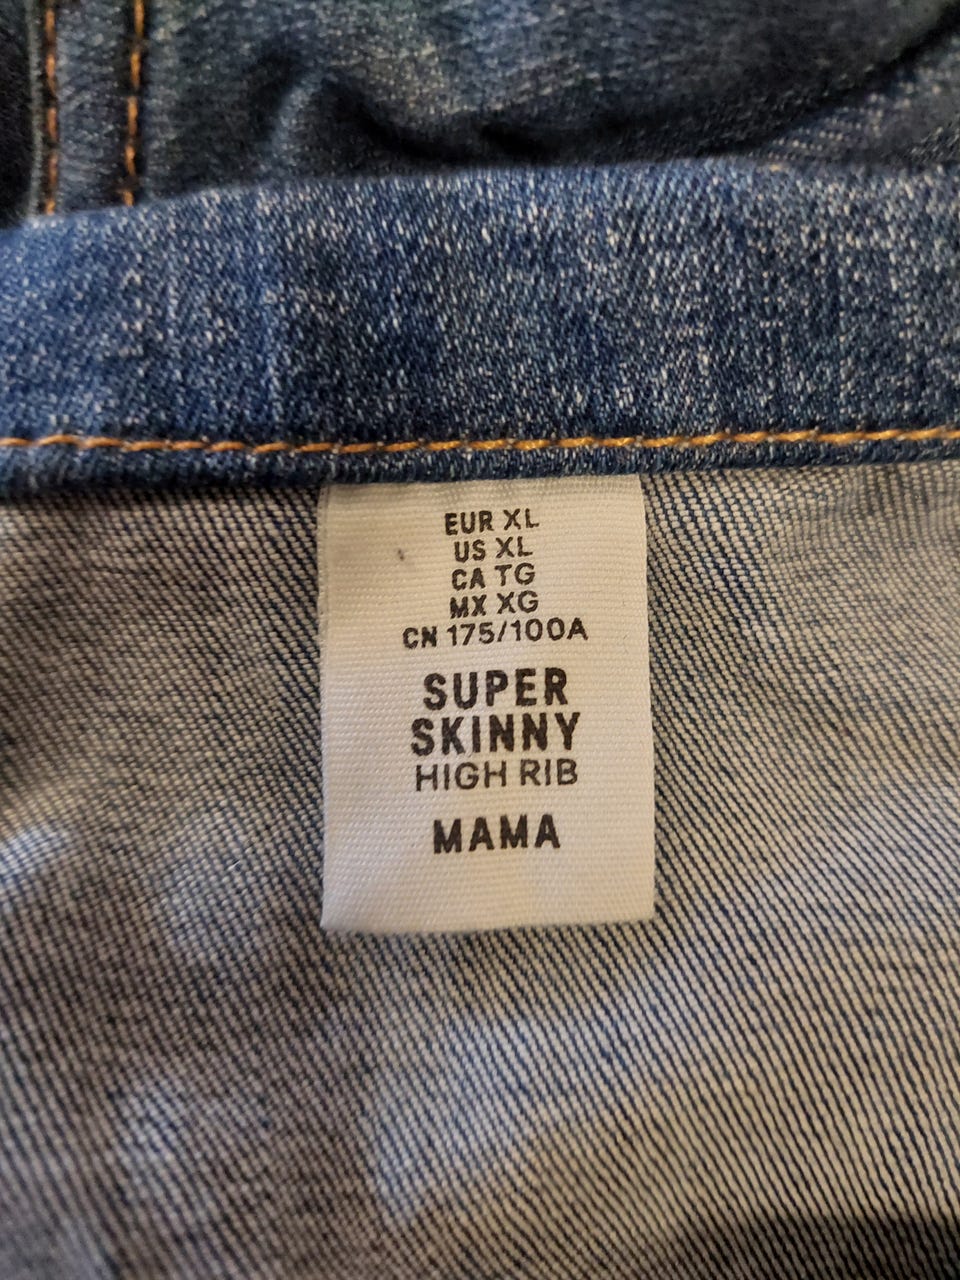 EUR XL
US XL
CA TG
MX XG
CN 175/100A
SUPER
SKINNY
HIGH RIB
MAMA